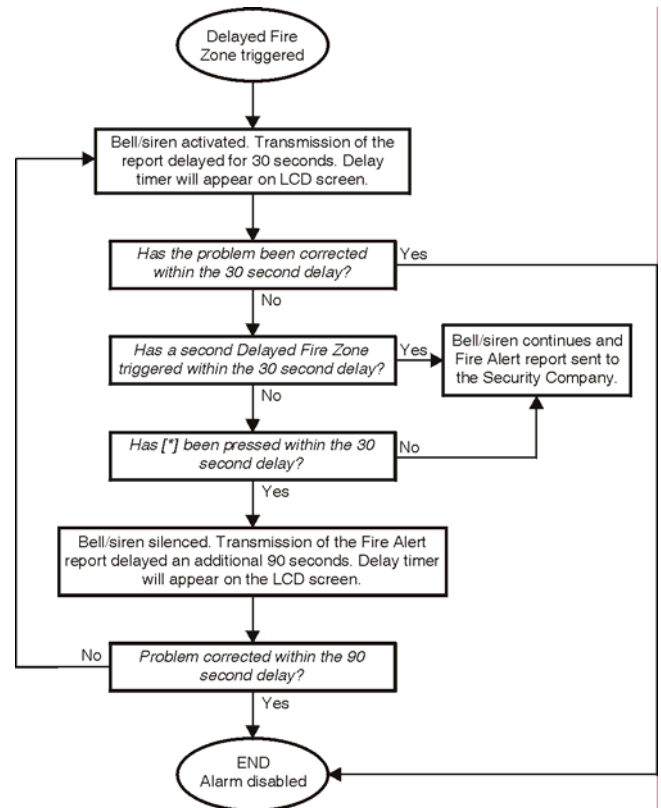 Delayed Fire
Zone triggered
Bell/siren activated. Transmission of the
report delayed for 30 seconds. Delay
timer will appear on LCD screen.
Has the problem been corrected
within the 30 second delay?
Yes
No
Has a second Delayed Fire Zone
triggered within the 30 second delay?
Yes
Bell/siren continues and
Fire Alert report sent to
the Security Company.
No
Has [*] been pressed within the 30
second delay?
No
Yes
Bell/siren silenced. Transmission of the Fire Alert
report delayed an additional 90 seconds. Delay timer
will appear on the LCD screen.
No
Problem corrected within the 90
second delay?
Yes
END
Alarm disabled